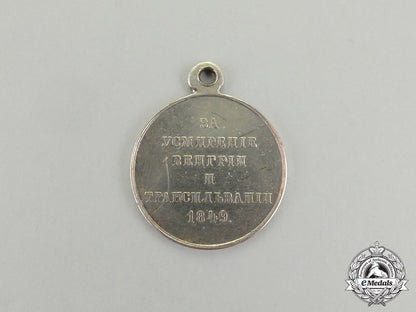 ЗА
УСМИРЕНІЕ
ВЕНГРІИ
И
ТРАНСИЛЬВАНІИ
1849.
eMedals